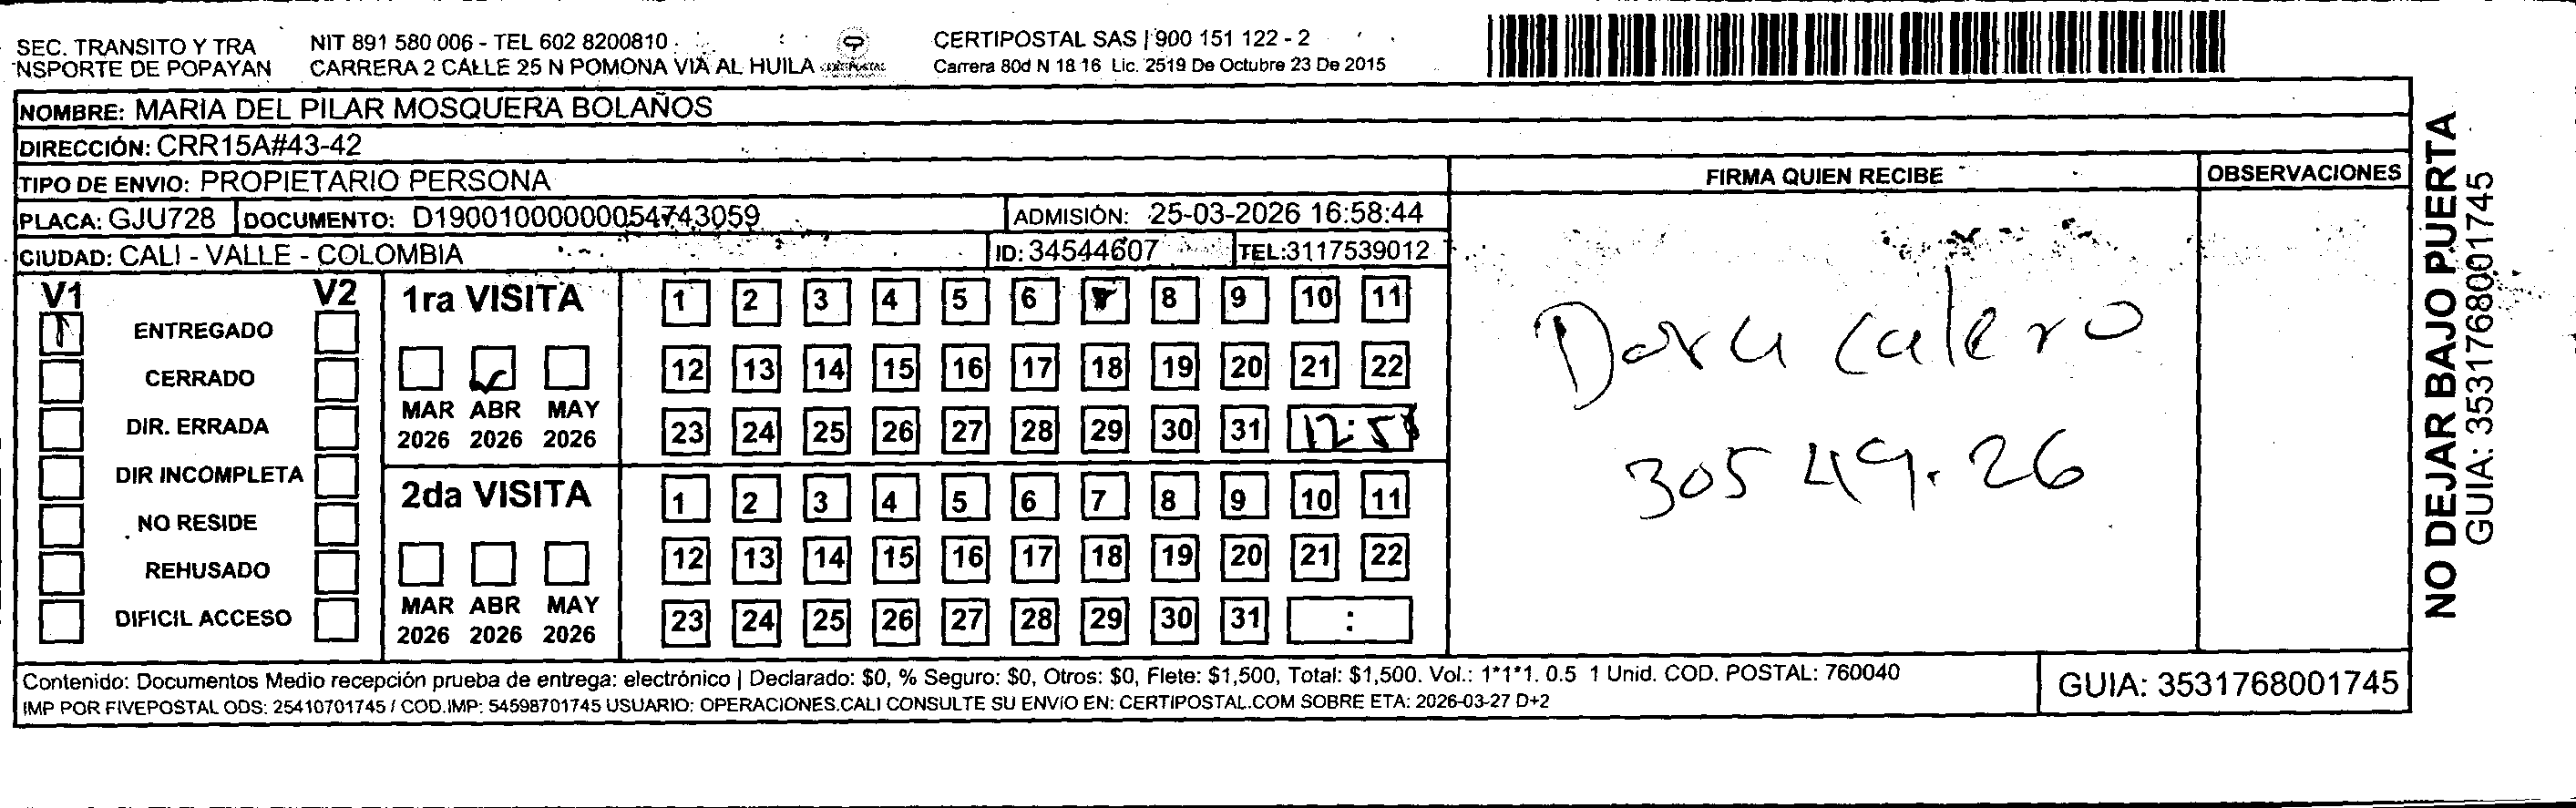 SEC. TRANSITO Y TRA
NSPORTE DE POPAYAN
NIT 891 580 006 - TEL 602 8200810
CARRERA 2 CALLE 25 N POMONA VIA AL HUILA
CERTIPOSTAL SAS | 900 151 122 - 2
Carrera 80d N 18 16 Lic. 2519 De Octubre 23 De 2015
NOMBRE: MARIA DEL PILAR MOSQUERA BOLAÑOS
DIRECCIÓN: CRR15A#43-42
TIPO DE ENVIO: PROPIETARIO PERSONA
PLACA: GJU728 DOCUMENTO: D19001000000054743059 ADMISIÓN: 25-03-2026 16:58:44
CIUDAD: CALI - VALLE - COLOMBIA ID: 34544607 TEL:3117539012
FIRMA QUIEN RECIBE
OBSERVACIONES
V1 V2
ENTREGADO
CERRADO
DIR. ERRADA
DIR INCOMPLETA
NO RESIDE
REHUSADO
DIFICIL ACCESO
1ra VISITA
MAR ABR MAY
2026 2026 2026
1 2 3 4 5 6 8 9 10 11
12 13 14 15 16 17 18 19 20 21 22
23 24 25 26 27 28 29 30 31
2da VISITA
MAR ABR MAY
2026 2026 2026
1 2 3 4 5 6 7 8 9 10 11
12 13 14 15 16 17 18 19 20 21 22
23 24 25 26 27 28 29 30 31 :
Calero
305 49.26
Contenido: Documentos Medio recepción prueba de entrega: electrónico | Declarado: $0, % Seguro: $0, Otros: $0, Flete: $1,500, Total: $1,500. Vol.: 1*1*1. 0.5 1 Unid. COD. POSTAL: 760040
IMP POR FIVEPOSTAL ODS: 25410701745 / COD.IMP: 54598701745 USUARIO: OPERACIONES.CALI CONSULTE SU ENVIO EN: CERTIPOSTAL.COM SOBRE ETA: 2026-03-27 D+2
GUIA: 3531768001745
NO DEJAR BAJO PUERTA
GUIA: 3531768001745